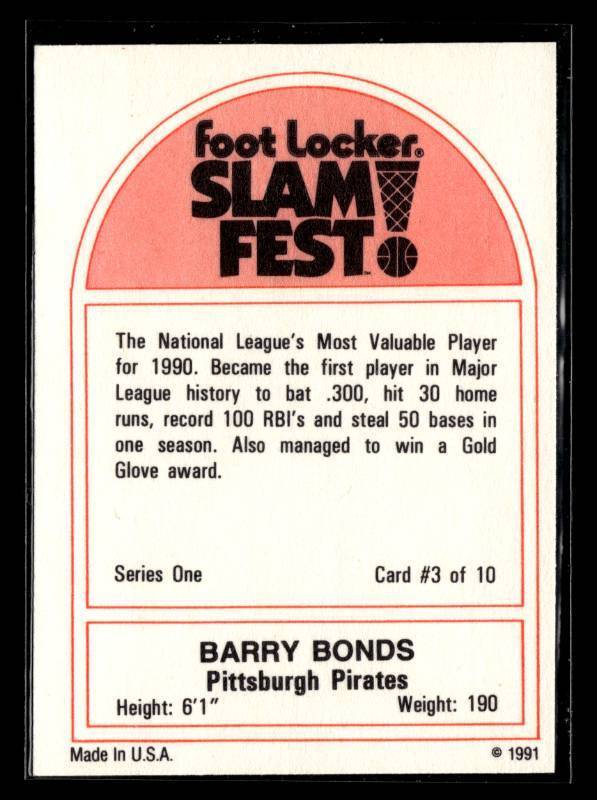 foot Locker®
SLAM!
FEST™
The National League's Most Valuable Player
for 1990. Became the first player in Major
League history to bat .300, hit 30 home
runs, record 100 RBI's and steal 50 bases in
one season. Also managed to win a Gold
Glove award.
Series One Card #3 of 10
BARRY BONDS
Pittsburgh Pirates
Height: 6'1" Weight: 190
Made In U.S.A. © 1991